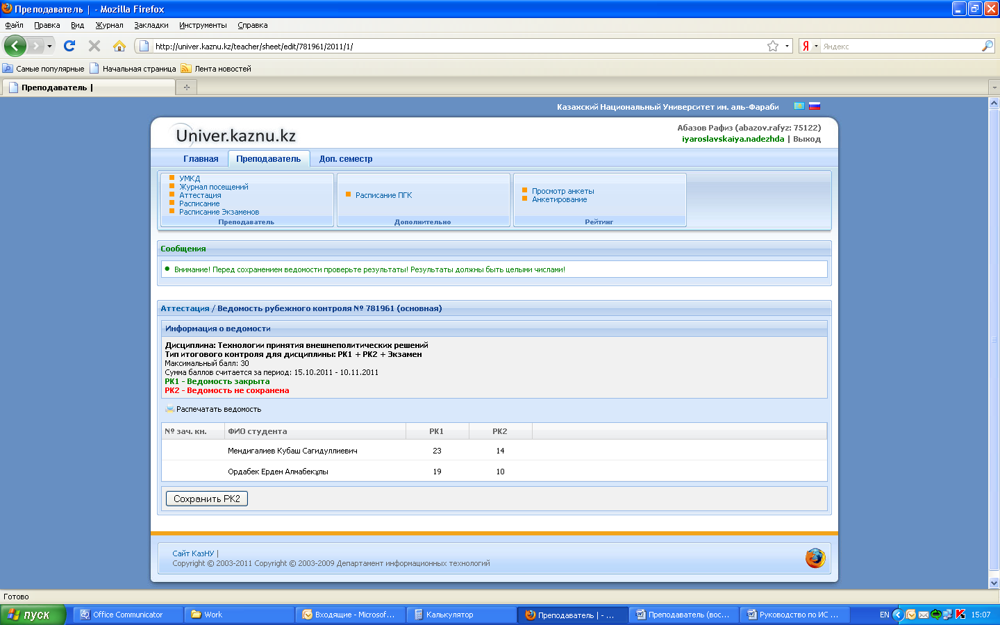 Преподаватель | - Mozilla Firefox
Файл Правка Вид Журнал Закладки Инструменты Справка
http://univer.kaznu.kz/teacher/sheet/edit/781961/2011/1/
Я Яндекс
Самые популярные Начальная страница Лента новостей
Преподаватель |
Казахский Национальный Университет им. аль-Фараби
Univer.kaznu.kz
Абазов Рафиз (abazov.rafyz: 75122)
iyaroslavskaiya.nadezhda | Выход
Главная Преподаватель Доп. семестр
УМКД
Журнал посещений
Аттестация
Расписание
Расписание Экзаменов
Преподаватель
Расписание ПГК
Дополнительно
Просмотр анкеты
Анкетирование
Рейтинг
Сообщения
Внимание! Перед сохранением ведомости проверьте результаты! Результаты должны быть целыми числами!
Аттестация / Ведомость рубежного контроля № 781961 (основная)
Информация о ведомости
Дисциплина: Технологии принятия внешнеполитических решений
Тип итогового контроля для дисциплины: РК1 + РК2 + Экзамен
Максимальный балл: 30
Сумма баллов считается за период: 15.10.2011 - 10.11.2011
РК1 - Ведомость закрыта
РК2 - Ведомость не сохранена
Распечатать ведомость
№ зач. кн. ФИО студента РК1 РК2
Мендигалиев Кубаш Сагидуллиевич 23 14
Ордабек Ерден Алмабекұлы 19 10
Сохранить РК2
Сайт КазНУ |
Copyright © 2003-2011 Copyright © 2003-2009 Департамент информационных технологий
Готово
пуск Office Communicator Work Входящие - Microsof... Калькулятор Преподаватель | - ... Преподаватель (вос... Руководство по ИС ... EN 15:07